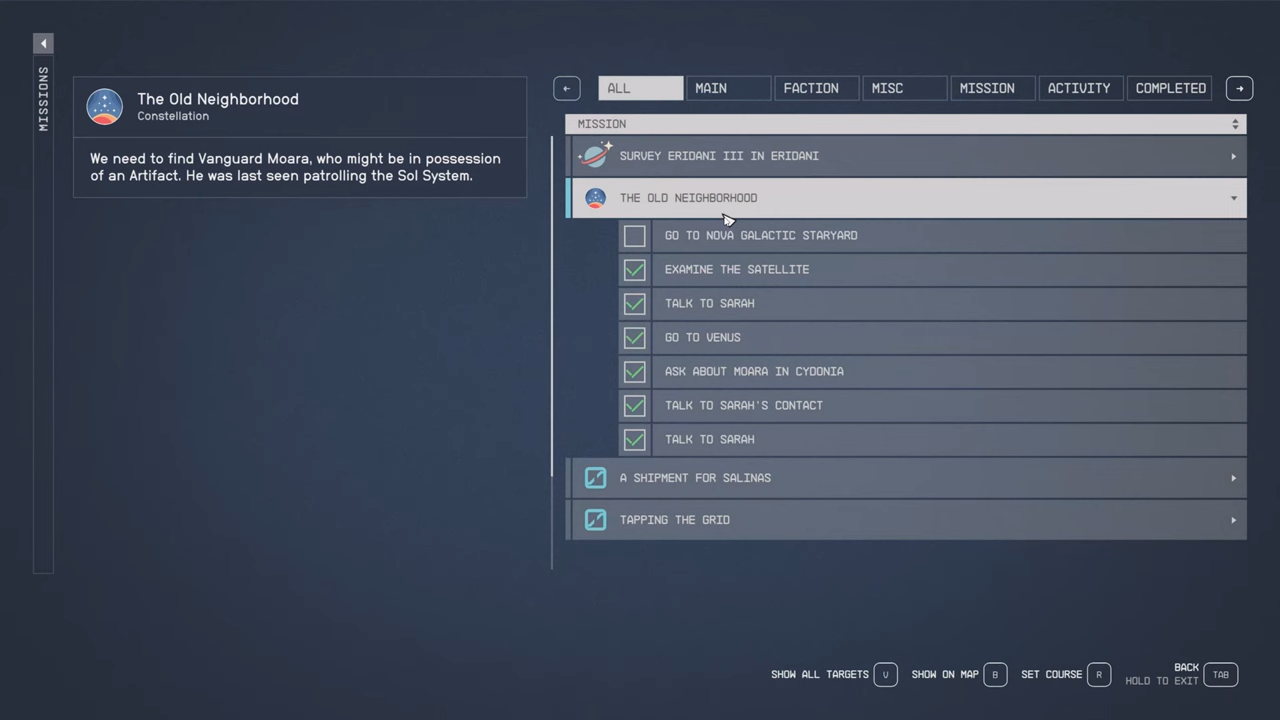 MISSIONS
The Old Neighborhood
Constellation
We need to find Vanguard Moara, who might be in possession
of an Artifact. He was last seen patrolling the Sol System.
ALL MAIN FACTION MISC MISSION ACTIVITY COMPLETED
MISSION
SURVEY ERIDANI III IN ERIDANI
THE OLD NEIGHBORHOOD
GO TO NOVA GALACTIC STARYARD
EXAMINE THE SATELLITE
TALK TO SARAH
GO TO VENUS
ASK ABOUT MOARA IN CYDONIA
TALK TO SARAH'S CONTACT
TALK TO SARAH
A SHIPMENT FOR SALINAS
TAPPING THE GRID
SHOW ALL TARGETS V SHOW ON MAP B SET COURSE R BACK
HOLD TO EXIT TAB